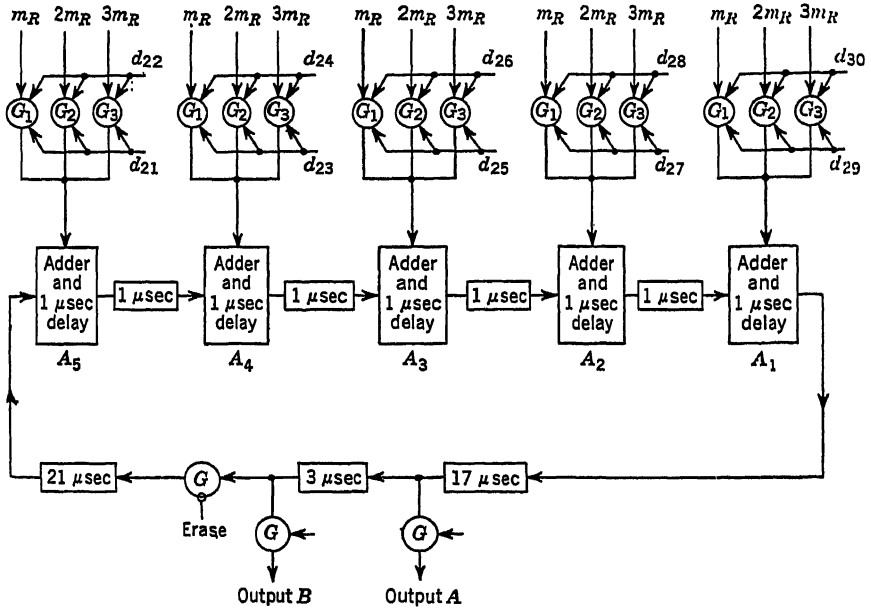 m_R 2m_R 3m_R m_R 2m_R 3m_R m_R 2m_R 3m_R m_R 2m_R 3m_R m_R 2m_R 3m_R
d_22 d_24 d_26 d_28 d_30
G_1 G_2 G_3 G_1 G_2 G_3 G_1 G_2 G_3 G_1 G_2 G_3 G_1 G_2 G_3
d_21 d_23 d_25 d_27 d_29
Adder and 1 μsec delay
1 μsec
Adder and 1 μsec delay
1 μsec
Adder and 1 μsec delay
1 μsec
Adder and 1 μsec delay
1 μsec
Adder and 1 μsec delay
A_5 A_4 A_3 A_2 A_1
21 μsec G 3 μsec 17 μsec
Erase G G
Output B Output A